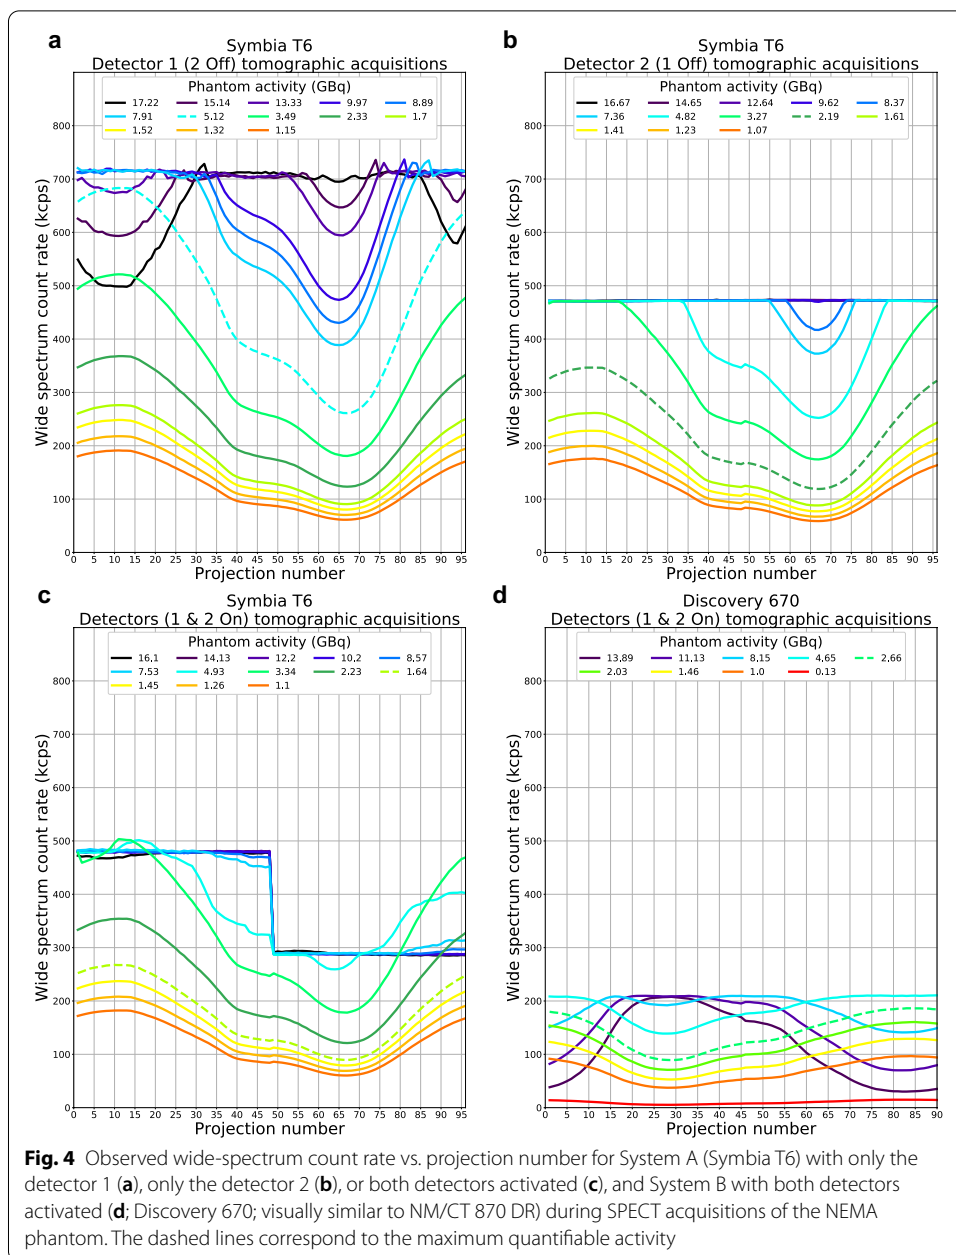 a
Symbia T6
Detector 1 (2 Off) tomographic acquisitions
Phantom activity (GBq)
17.22 15.14 13.33 9.97 8.89
7.91 5.12 3.49 2.33 1.7
1.52 1.32 1.15
Wide spectrum count rate (kcps)
800
700
600
500
400
300
200
100
0
0 5 10 15 20 25 30 35 40 45 50 55 60 65 70 75 80 85 90 95
Projection number
b
Symbia T6
Detector 2 (1 Off) tomographic acquisitions
Phantom activity (GBq)
16.67 14.65 12.64 9.62 8.37
7.36 4.82 3.27 2.19 1.61
1.41 1.23 1.07
Wide spectrum count rate (kcps)
800
700
600
500
400
300
200
100
0
0 5 10 15 20 25 30 35 40 45 50 55 60 65 70 75 80 85 90 95
Projection number
c
Symbia T6
Detectors (1 & 2 On) tomographic acquisitions
Phantom activity (GBq)
16.1 14.13 12.2 10.2 8.57
7.53 4.93 3.34 2.23 1.64
1.45 1.26 1.1
Wide spectrum count rate (kcps)
800
700
600
500
400
300
200
100
0
0 5 10 15 20 25 30 35 40 45 50 55 60 65 70 75 80 85 90 95
Projection number
d
Discovery 670
Detectors (1 & 2 On) tomographic acquisitions
Phantom activity (GBq)
13.89 11.13 8.15 4.65 2.66
2.03 1.46 1.0 0.13
Wide spectrum count rate (kcps)
800
700
600
500
400
300
200
100
0
5 10 15 20 25 30 35 40 45 50 55 60 65 70 75 80 85 90
Projection number
Fig. 4 Observed wide-spectrum count rate vs. projection number for System A (Symbia T6) with only the
detector 1 (a), only the detector 2 (b), or both detectors activated (c), and System B with both detectors
activated (d; Discovery 670; visually similar to NM/CT 870 DR) during SPECT acquisitions of the NEMA
phantom. The dashed lines correspond to the maximum quantifiable activity